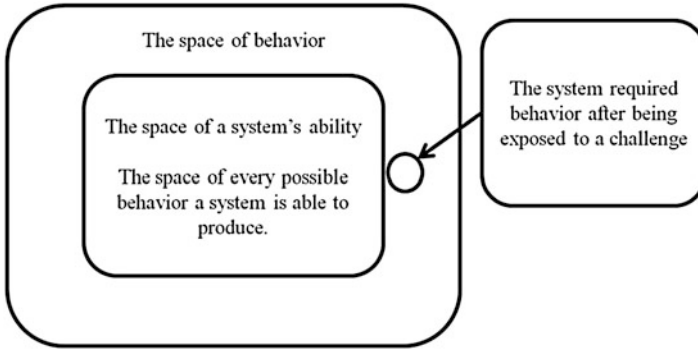 The space of behavior
The space of a system's ability
The space of every possible
behavior a system is able to
produce.
The system required
behavior after being
exposed to a challenge